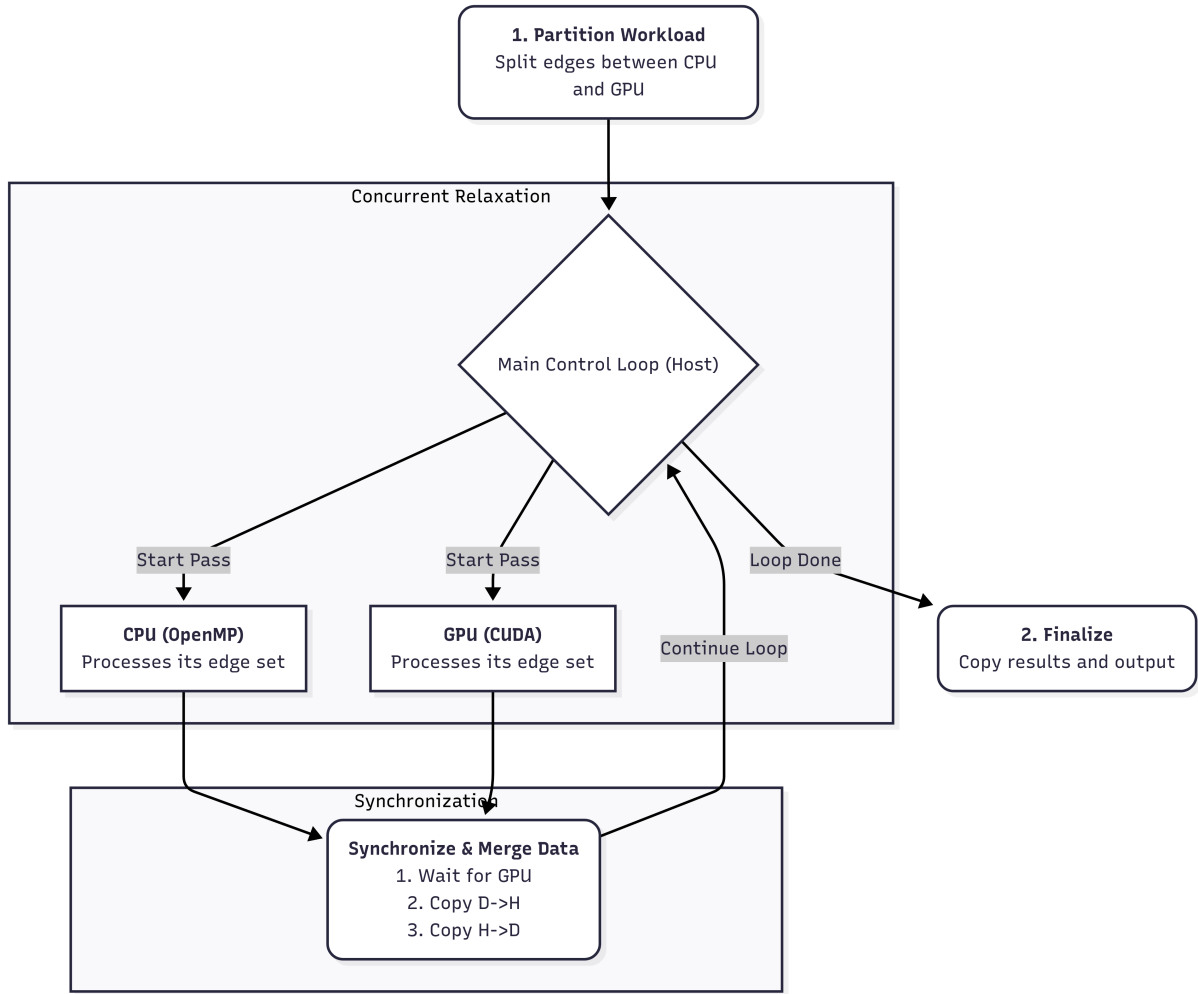 1. Partition Workload
Split edges between CPU
and GPU
Concurrent Relaxation
Main Control Loop (Host)
Start Pass
Start Pass
Loop Done
CPU (OpenMP)
Processes its edge set
GPU (CUDA)
Processes its edge set
Continue Loop
2. Finalize
Copy results and output
Synchronization
Synchronize & Merge Data
1. Wait for GPU
2. Copy D->H
3. Copy H->D